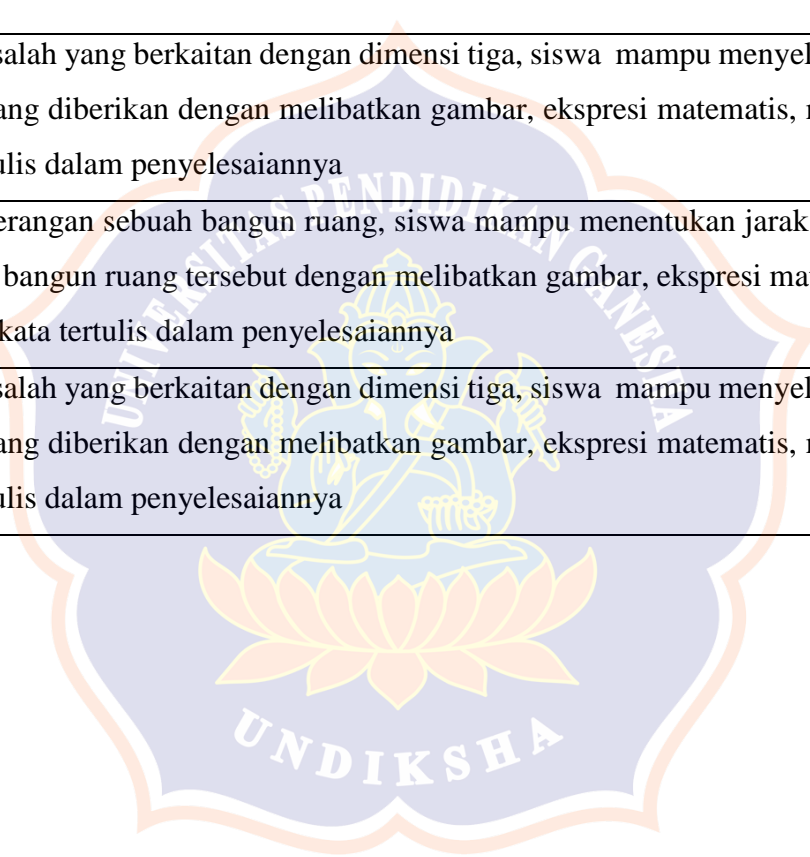 salah yang berkaitan dengan dimensi tiga, siswa mampu menyel
ang diberikan dengan melibatkan gambar, ekspresi matematis,
ulis dalam penyelesaiannya
erangan sebuah bangun ruang, siswa mampu menentukan jarak
bangun ruang tersebut dengan melibatkan gambar, ekspresi ma
kata tertulis dalam penyelesaiannya
salah yang berkaitan dengan dimensi tiga, siswa mampu menyel
ang diberikan dengan melibatkan gambar, ekspresi matematis,
ulis dalam penyelesaiannya
UNIVERSITAS PENDIDIKAN GANESHA
UNDIKSHA